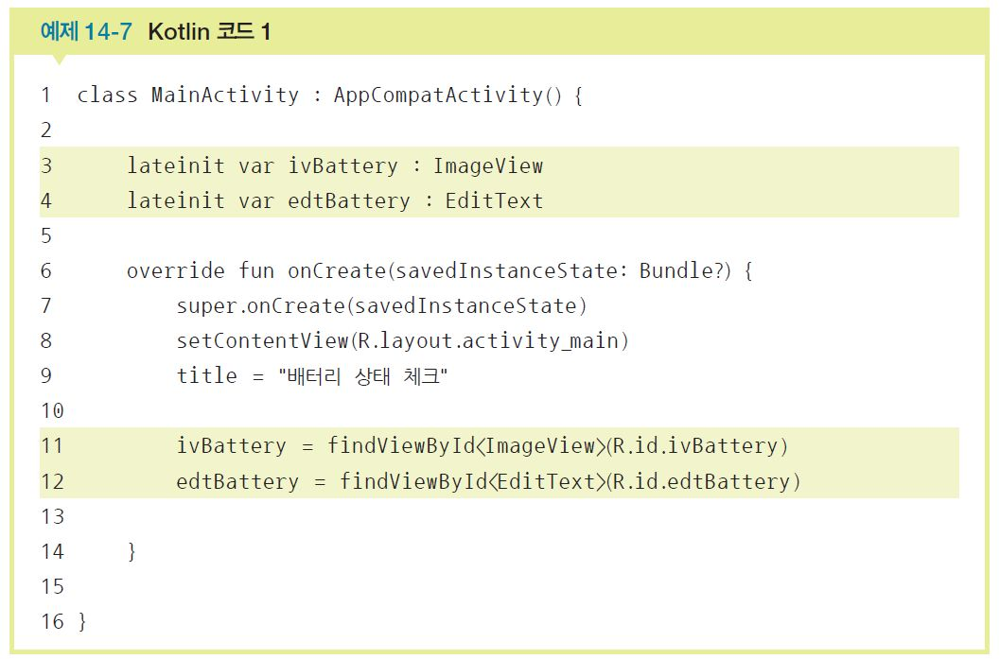 예제 14-7 Kotlin 코드 1
1 class MainActivity : AppCompatActivity() {
2
3     lateinit var ivBattery : ImageView
4     lateinit var edtBattery : EditText
5
6     override fun onCreate(savedInstanceState: Bundle?) {
7         super.onCreate(savedInstanceState)
8         setContentView(R.layout.activity_main)
9         title = "배터리 상태 체크"
10
11         ivBattery = findViewById<ImageView>(R.id.ivBattery)
12         edtBattery = findViewById<EditText>(R.id.edtBattery)
13
14     }
15
16 }